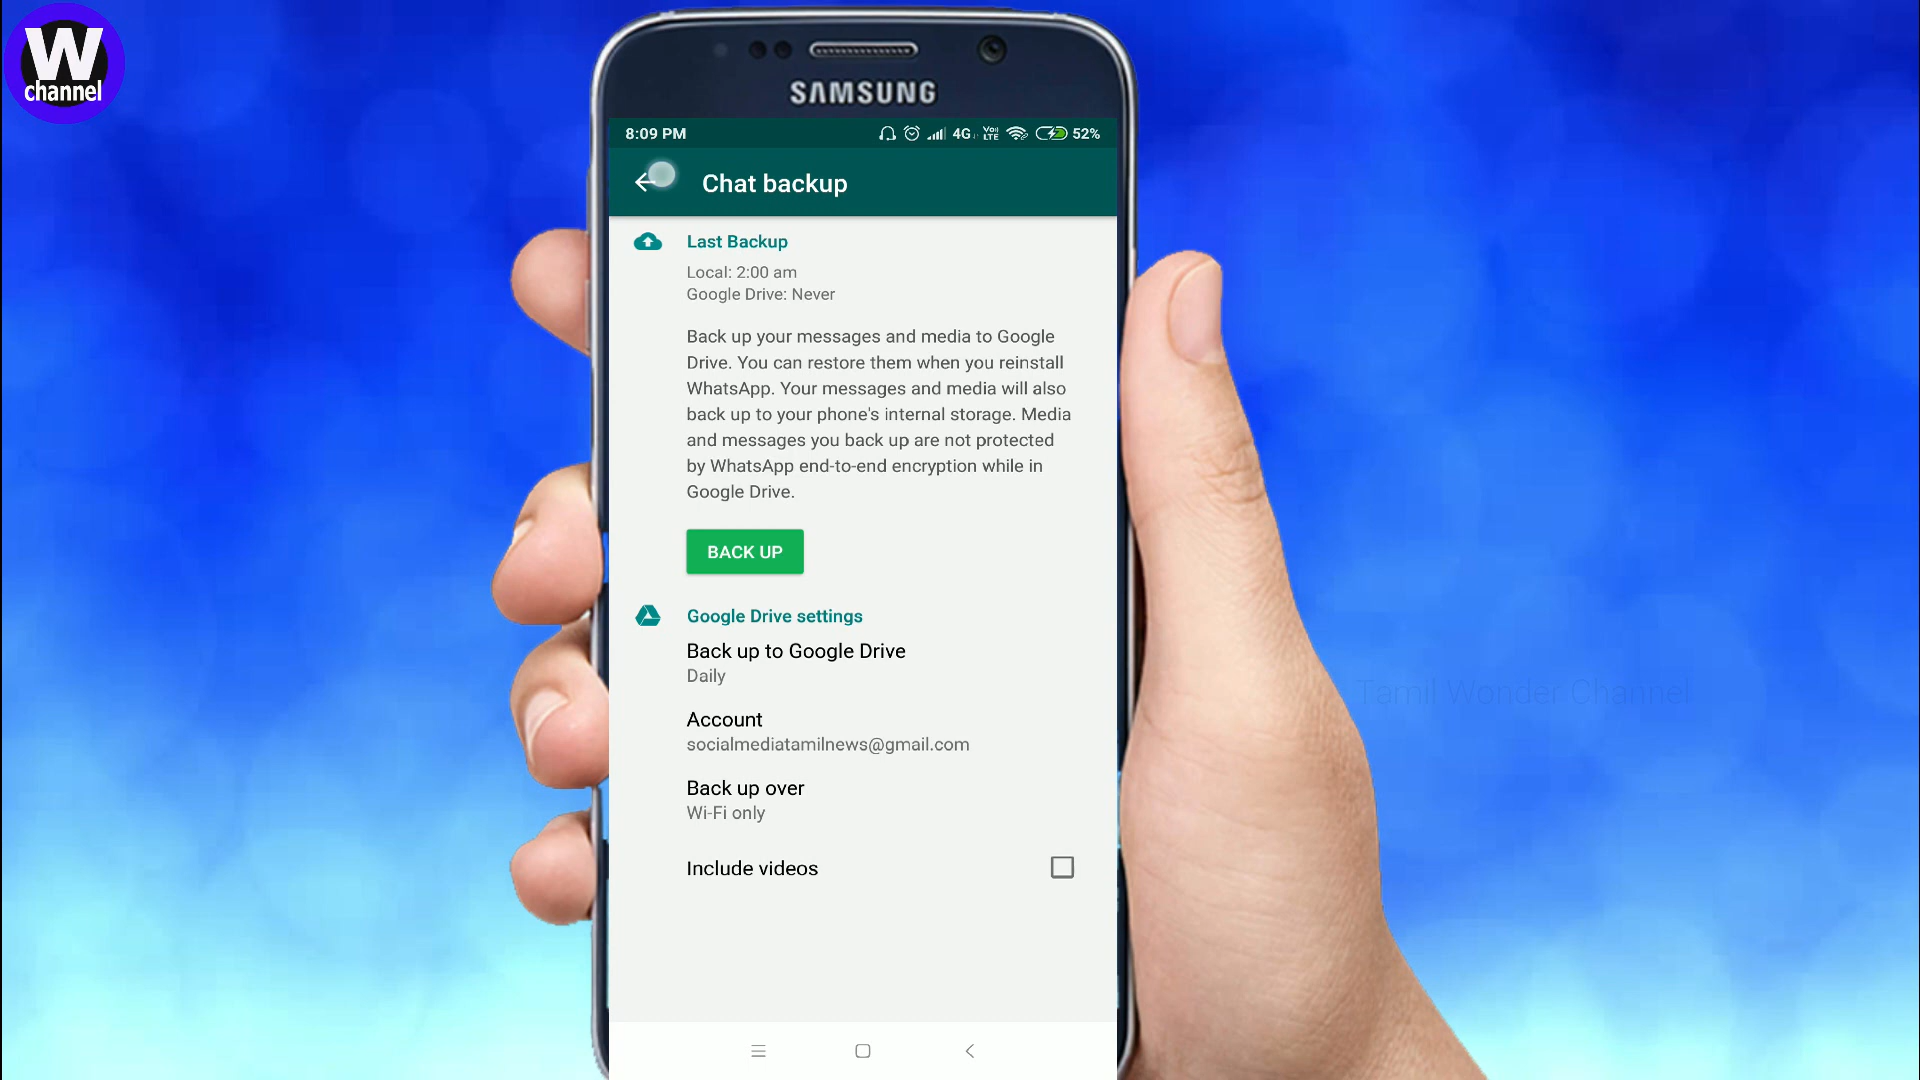 W
channel
SAMSUNG
8:09 PM
4G
Vo))
LTE
52%
Chat backup
Last Backup
Local: 2:00 am
Google Drive: Never
Back up your messages and media to Google
Drive. You can restore them when you reinstall
WhatsApp. Your messages and media will also
back up to your phone's internal storage. Media
and messages you back up are not protected
by WhatsApp end-to-end encryption while in
Google Drive.
BACK UP
Google Drive settings
Back up to Google Drive
Daily
Account
socialmediatamilnews@gmail.com
Back up over
Wi-Fi only
Include videos
Tamil Wonder Channel